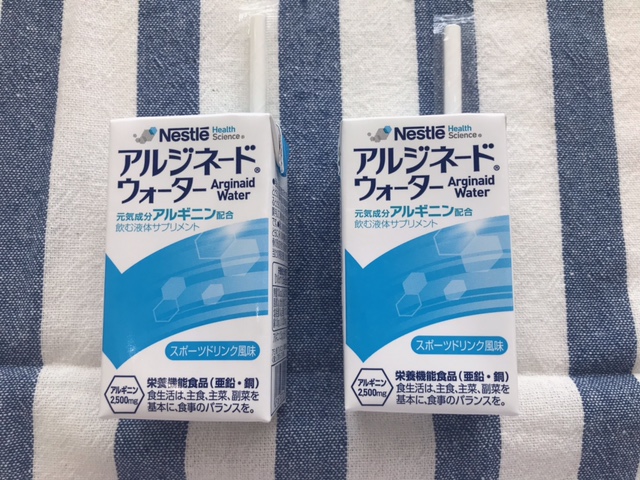 Nestlé Health Science®
アルジネード®
ウォーター Arginaid Water
元気成分アルギニン配合
飲む液体サプリメント
スポーツドリンク風味
アルギニン 2,500mg
栄養機能食品(亜鉛・銅)
食生活は、主食、主菜、副菜を
基本に、食事のバランスを。
Nestlé Health Science®
アルジネード®
ウォーター Arginaid Water
元気成分アルギニン配合
飲む液体サプリメント
スポーツドリンク風味
アルギニン 2,500mg
栄養機能食品(亜鉛・銅)
食生活は、主食、主菜、副菜を
基本に、食事のバランスを。